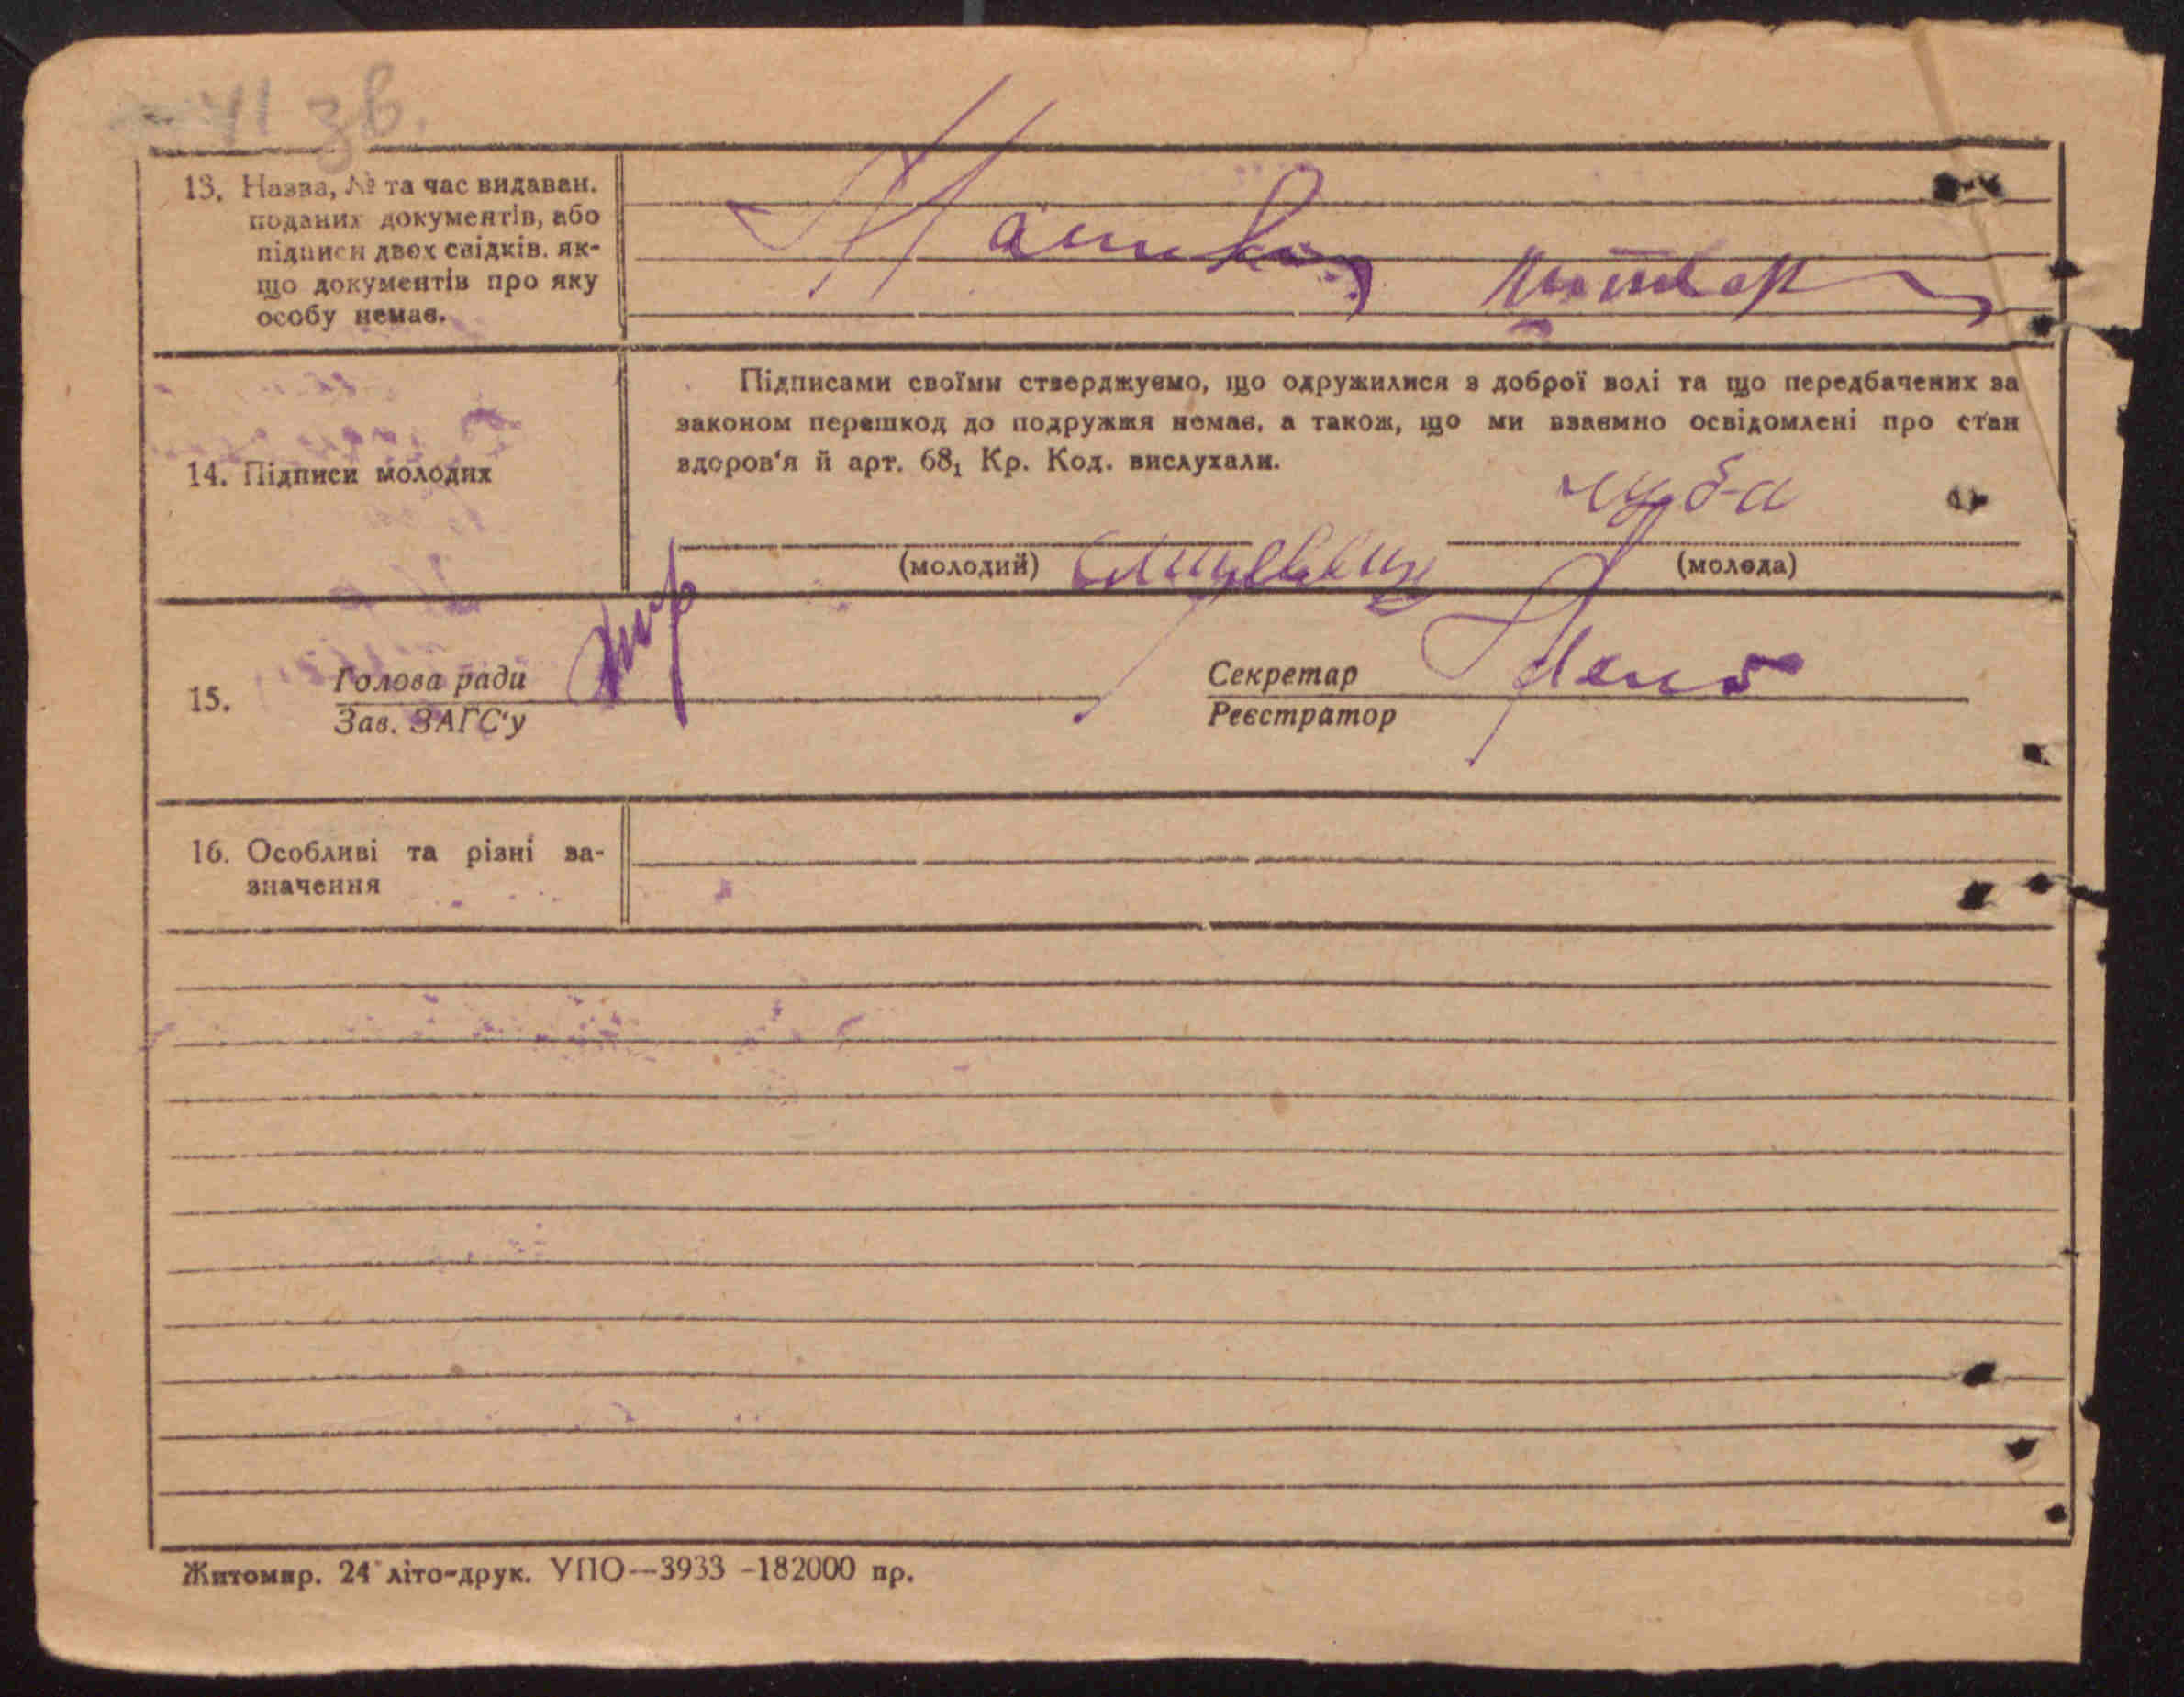 41 зв.
13. Назва, № та час видаван.
поданих документів, або
підписи двох свідків, як-
що документів про яку
особу немає.
14. Підписи молодих
Підписами своїми стверджуємо, що одружилися з доброї волі та що передбачених за
законом перешкод до подружжя немає, а також, що ми взаємно освідомлені про стан
здоров'я й арт. 68₁ Кр. Код. вислухали.
(молодий)
(молода)
15.
Голова ради
Зав. ЗАГС'у
Секретар
Реєстратор
16. Особливі та різні за-
значення
Житомир. 24 літо-друк. УПО—3933 -182000 пр.